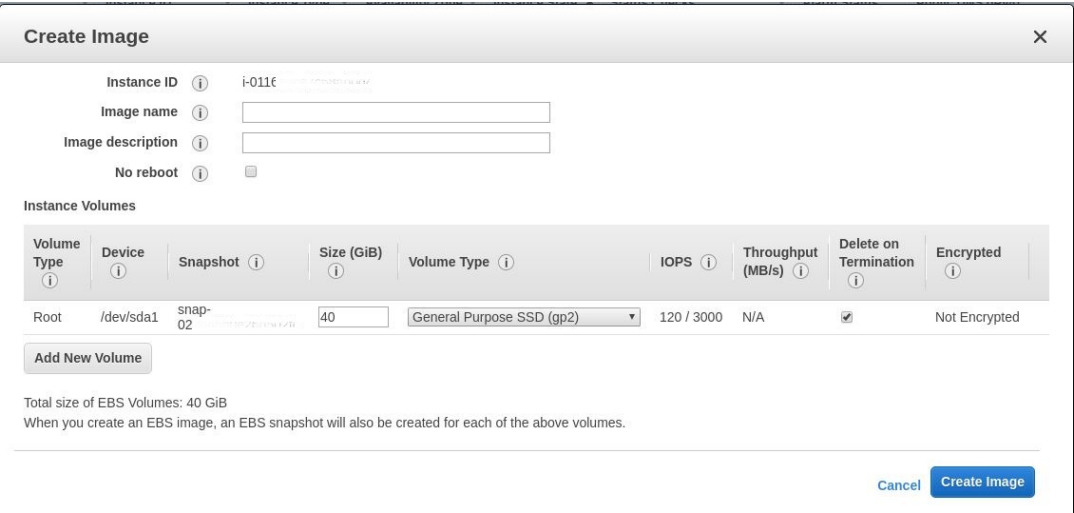 Create Image
Instance ID i-0116
Image name
Image description
No reboot
Instance Volumes
Volume Type Device Snapshot Size (GiB) Volume Type IOPS Throughput (MB/s) Delete on Termination Encrypted
Root /dev/sda1 snap-02 40 General Purpose SSD (gp2) 120 / 3000 N/A Not Encrypted
Add New Volume
Total size of EBS Volumes: 40 GiB
When you create an EBS image, an EBS snapshot will also be created for each of the above volumes.
Cancel Create Image